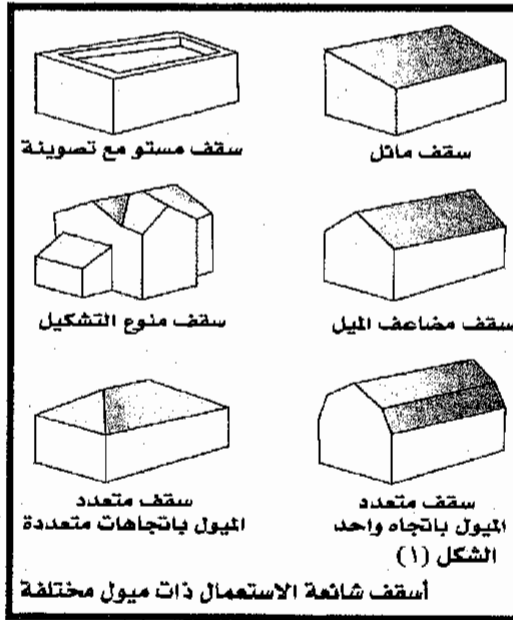 سقف مائل
سقف مستو مع تصوينة
سقف مضاعف الميل
سقف منوع التشكيل
سقف متعدد
الميول باتجاه واحد
سقف متعدد
الميول باتجاهات متعددة
الشكل (١)
أسقف شائعة الاستعمال ذات ميول مختلفة